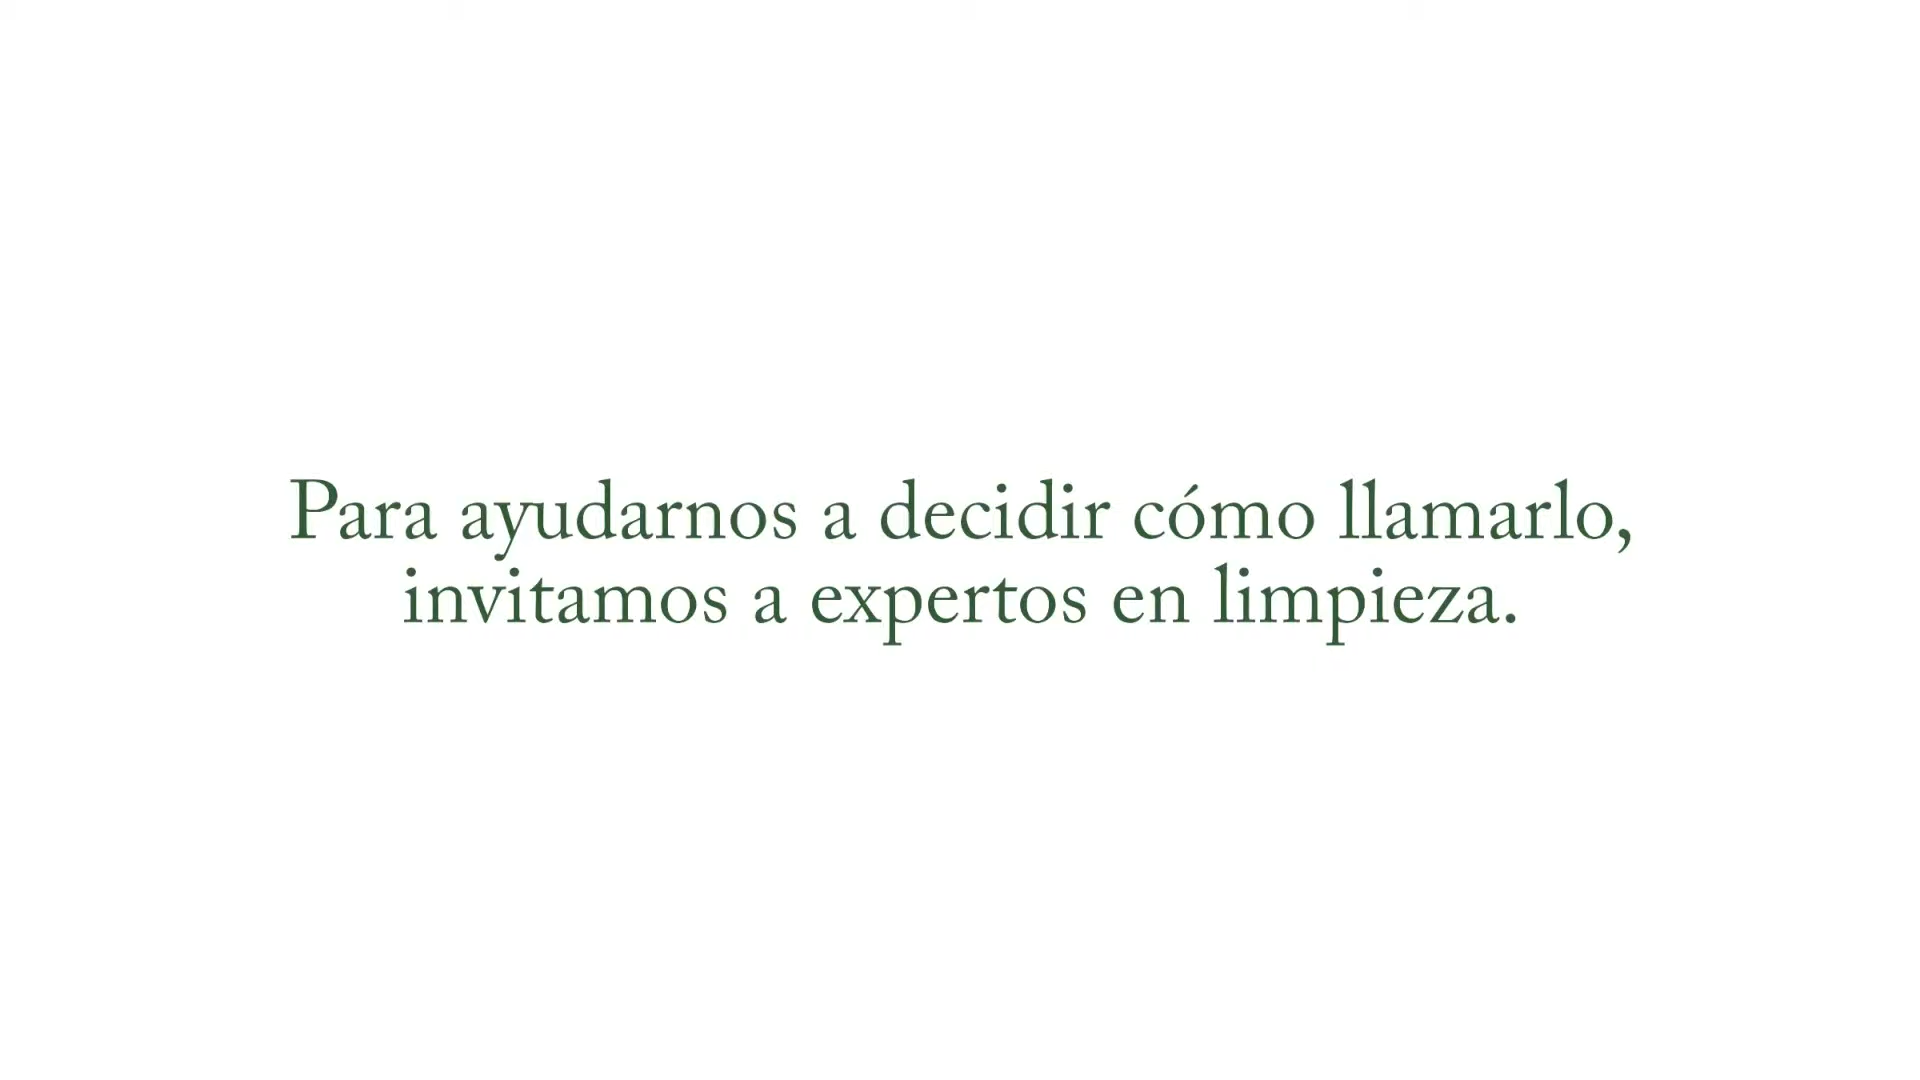 Para ayudarnos a decidir cómo llamarlo,
invitamos a expertos en limpieza.